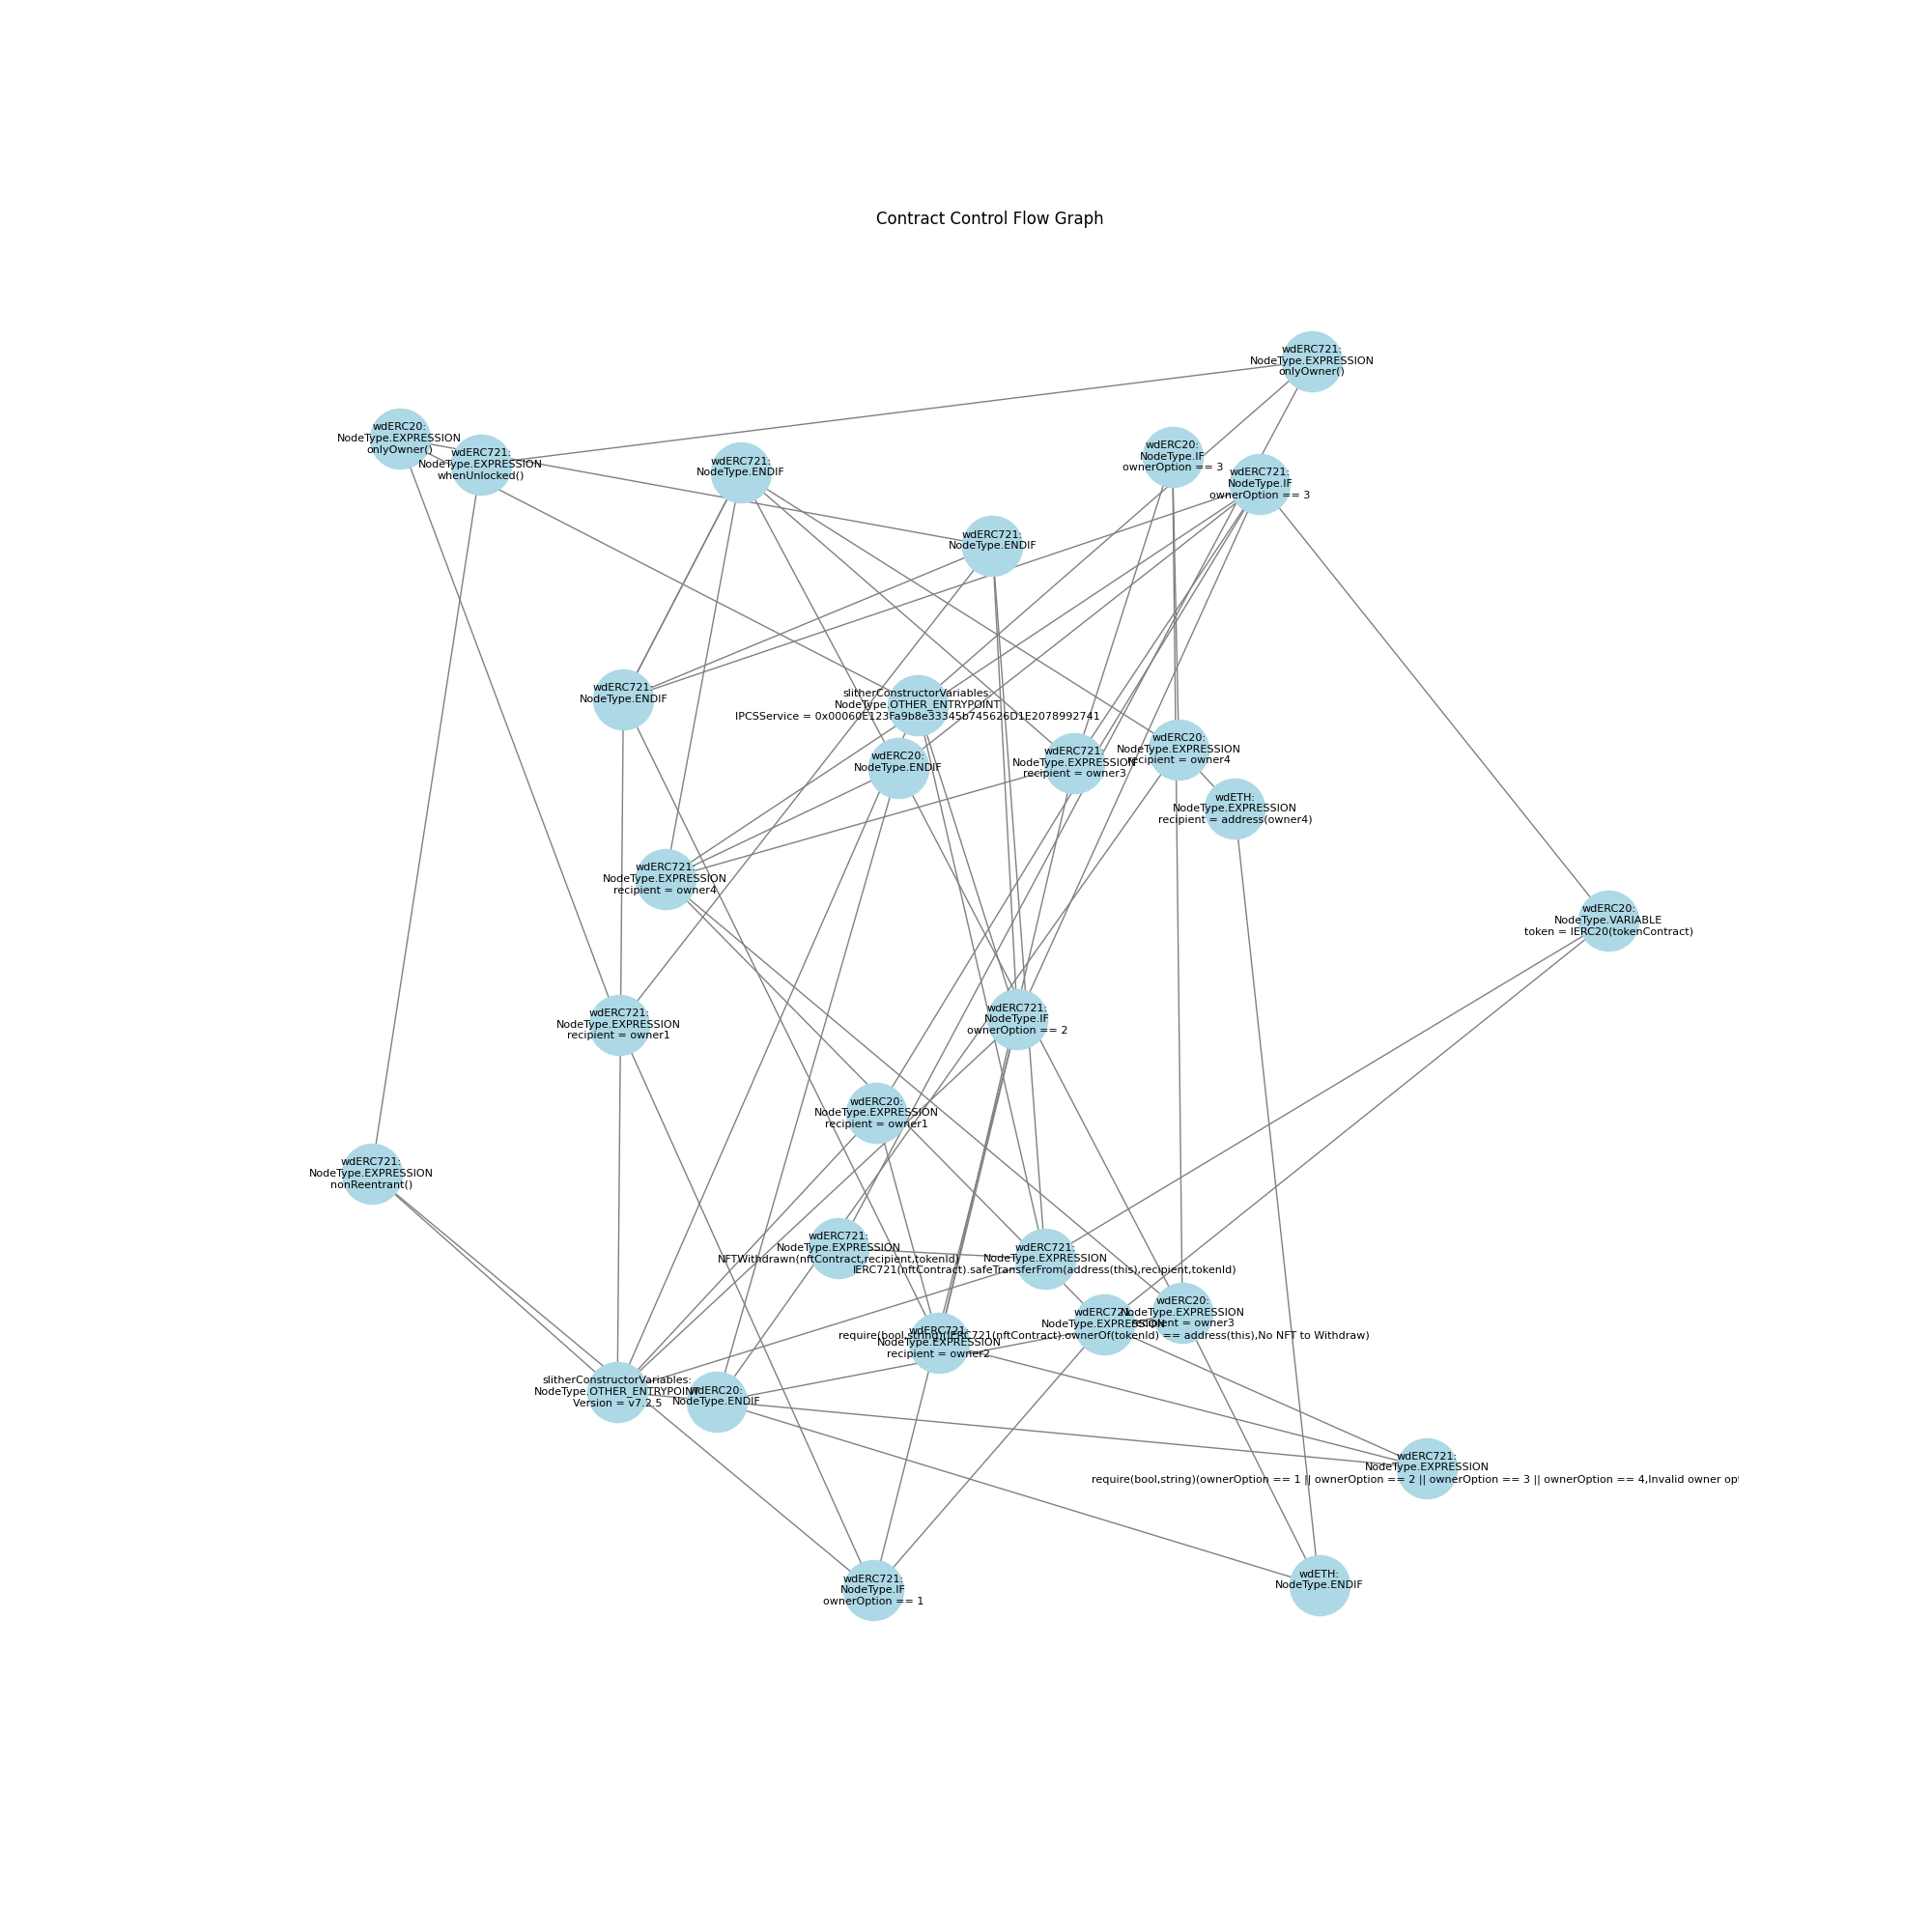 Contract Control Flow Graph
wdERC721:
NodeType.EXPRESSION
onlyOwner()
wdERC20:
NodeType.EXPRESSION
onlyOwner()
wdERC721:
NodeType.EXPRESSION
whenUnlocked()
wdERC721:
NodeType.ENDIF
wdERC20:
NodeType.IF
ownerOption == 3
wdERC721:
NodeType.IF
ownerOption == 3
wdERC721:
NodeType.ENDIF
wdERC721:
NodeType.ENDIF
slitherConstructorVariables:
NodeType.OTHER_ENTRYPOINT
IPCSService = 0x00060E123Fa9b8e33345b745626D1E2078992741
wdERC20:
NodeType.ENDIF
wdERC721:
NodeType.EXPRESSION
recipient = owner3
wdERC20:
NodeType.EXPRESSION
recipient = owner4
wdETH:
NodeType.EXPRESSION
recipient = address(owner4)
wdERC721:
NodeType.EXPRESSION
recipient = owner4
wdERC20:
NodeType.VARIABLE
token = IERC20(tokenContract)
wdERC721:
NodeType.EXPRESSION
recipient = owner1
wdERC721:
NodeType.IF
ownerOption == 2
wdERC20:
NodeType.EXPRESSION
recipient = owner1
wdERC721:
NodeType.EXPRESSION
nonReentrant()
wdERC721:
NodeType.EXPRESSION
NFTWithdrawn(nftContract,recipient,tokenId)
wdERC721:
NodeType.EXPRESSION
IERC721(nftContract).safeTransferFrom(address(this),recipient,tokenId)
wdERC20:
NodeType.EXPRESSION
recipient = owner3
wdERC721:
NodeType.EXPRESSION
require(bool,string)(IERC721(nftContract).ownerOf(tokenId) == address(this),No NFT to Withdraw)
wdERC721:
NodeType.EXPRESSION
recipient = owner2
slitherConstructorVariables:
NodeType.OTHER_ENTRYPOINT
Version = v7.2.5
wdERC20:
NodeType.ENDIF
wdERC721:
NodeType.EXPRESSION
require(bool,string)(ownerOption == 1 || ownerOption == 2 || ownerOption == 3 || ownerOption == 4,Invalid owner op
wdERC721:
NodeType.IF
ownerOption == 1
wdETH:
NodeType.ENDIF